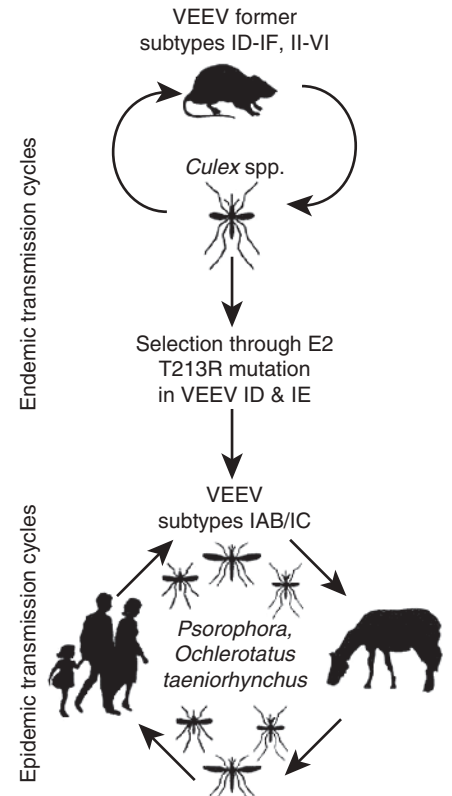 VEEV former
subtypes ID-IF, II-VI
Endemic transmission cycles
Culex spp.
Selection through E2
T213R mutation
in VEEV ID & IE
VEEV
subtypes IAB/IC
Epidemic transmission cycles
Psorophora,
Ochlerotatus
taeniorhynchus